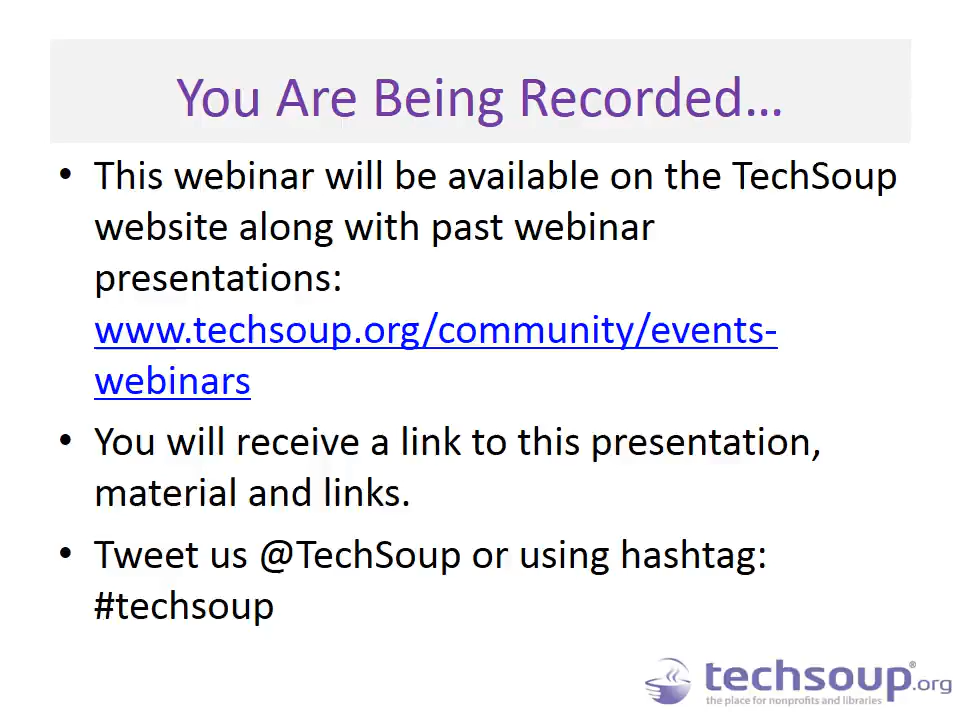 You Are Being Recorded…
• This webinar will be available on the TechSoup
website along with past webinar
presentations:
www.techsoup.org/community/events-
webinars
• You will receive a link to this presentation,
material and links.
• Tweet us @TechSoup or using hashtag:
#techsoup
techsoup®.org
the place for nonprofits and libraries